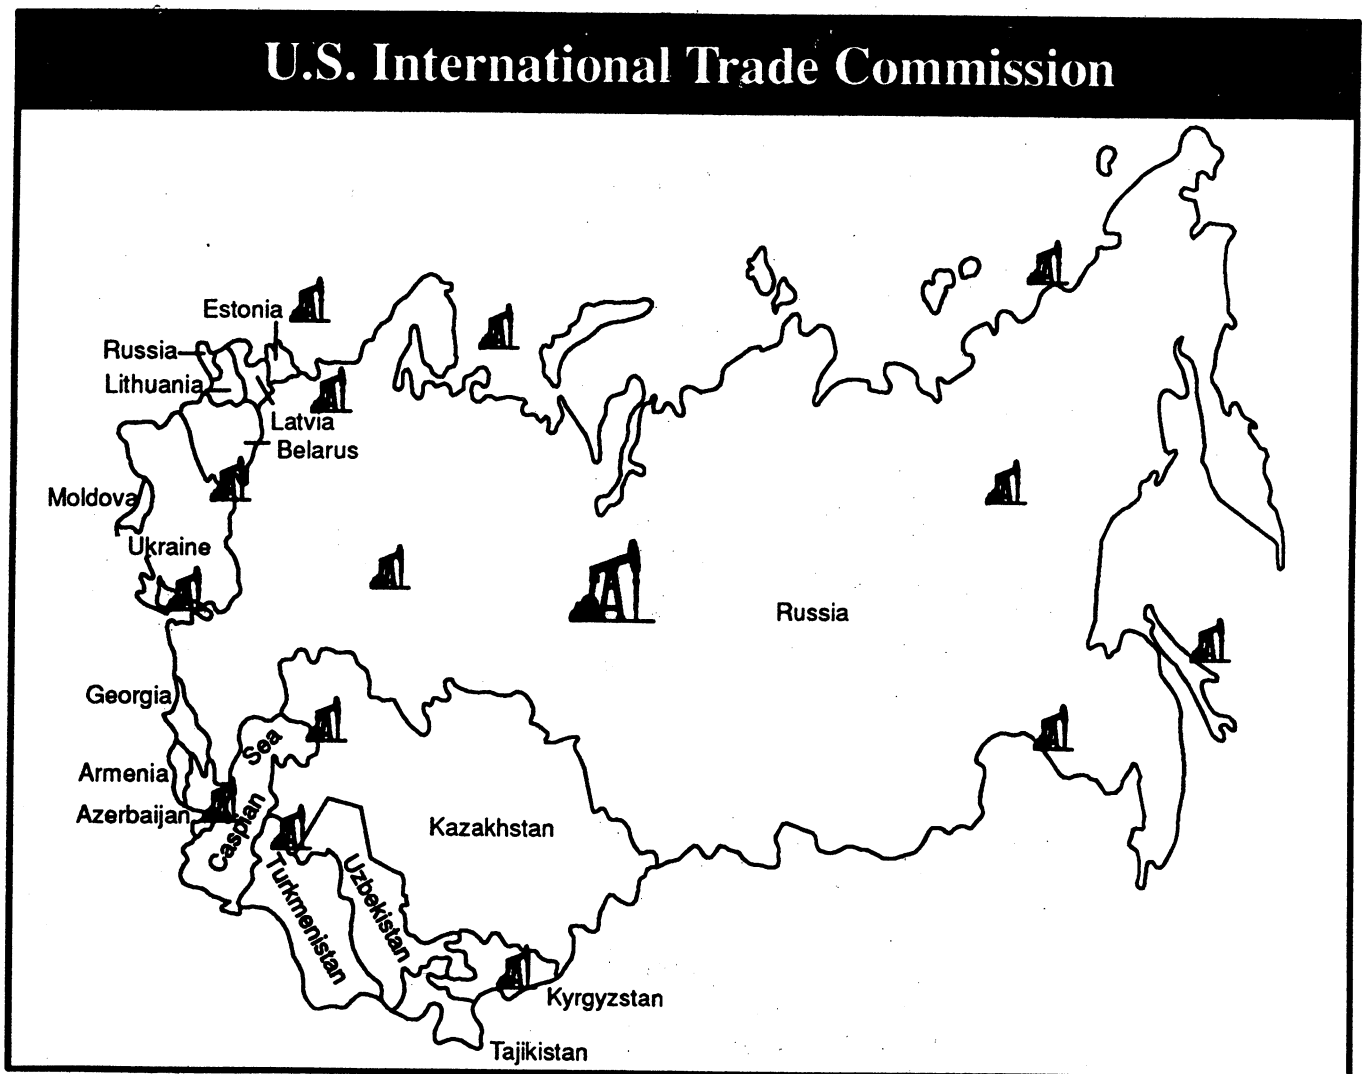 U.S. International Trade Commission
Estonia
Russia
Lithuania
Latvia
Belarus
Moldova
Ukraine
Russia
Georgia
Sea
Armenia
Azerbaijan
Caspian
Kazakhstan
Turkmenistan
Uzbekistan
Kyrgyzstan
Tajikistan